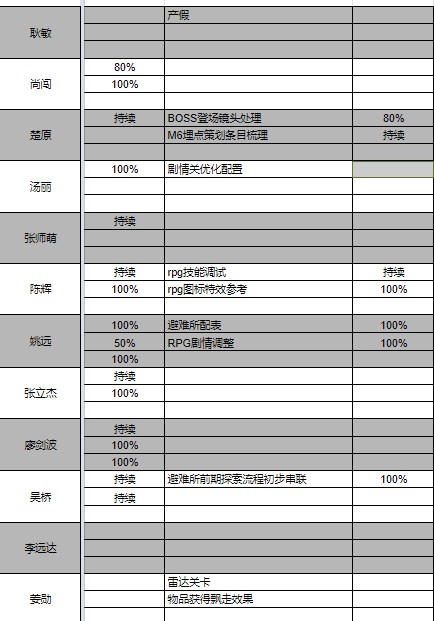 耿敏
产假
尚闯
80%
100%
楚原
持续 BOSS登场镜头处理 80%
M6埋点策划条目梳理 持续
汤丽
100% 剧情关优化配置
张师萌
持续
陈辉
持续 rpg技能调试 持续
100% rpg图标特效参考 100%
姚远
100% 避难所配表 100%
50% RPG剧情调整 100%
100%
张立杰
持续
100%
廖剑波
持续
100%
100%
吴桥
持续 避难所前期探索流程初步串联 100%
持续
李远达
姜勋
雷达关卡
物品获得飘走效果